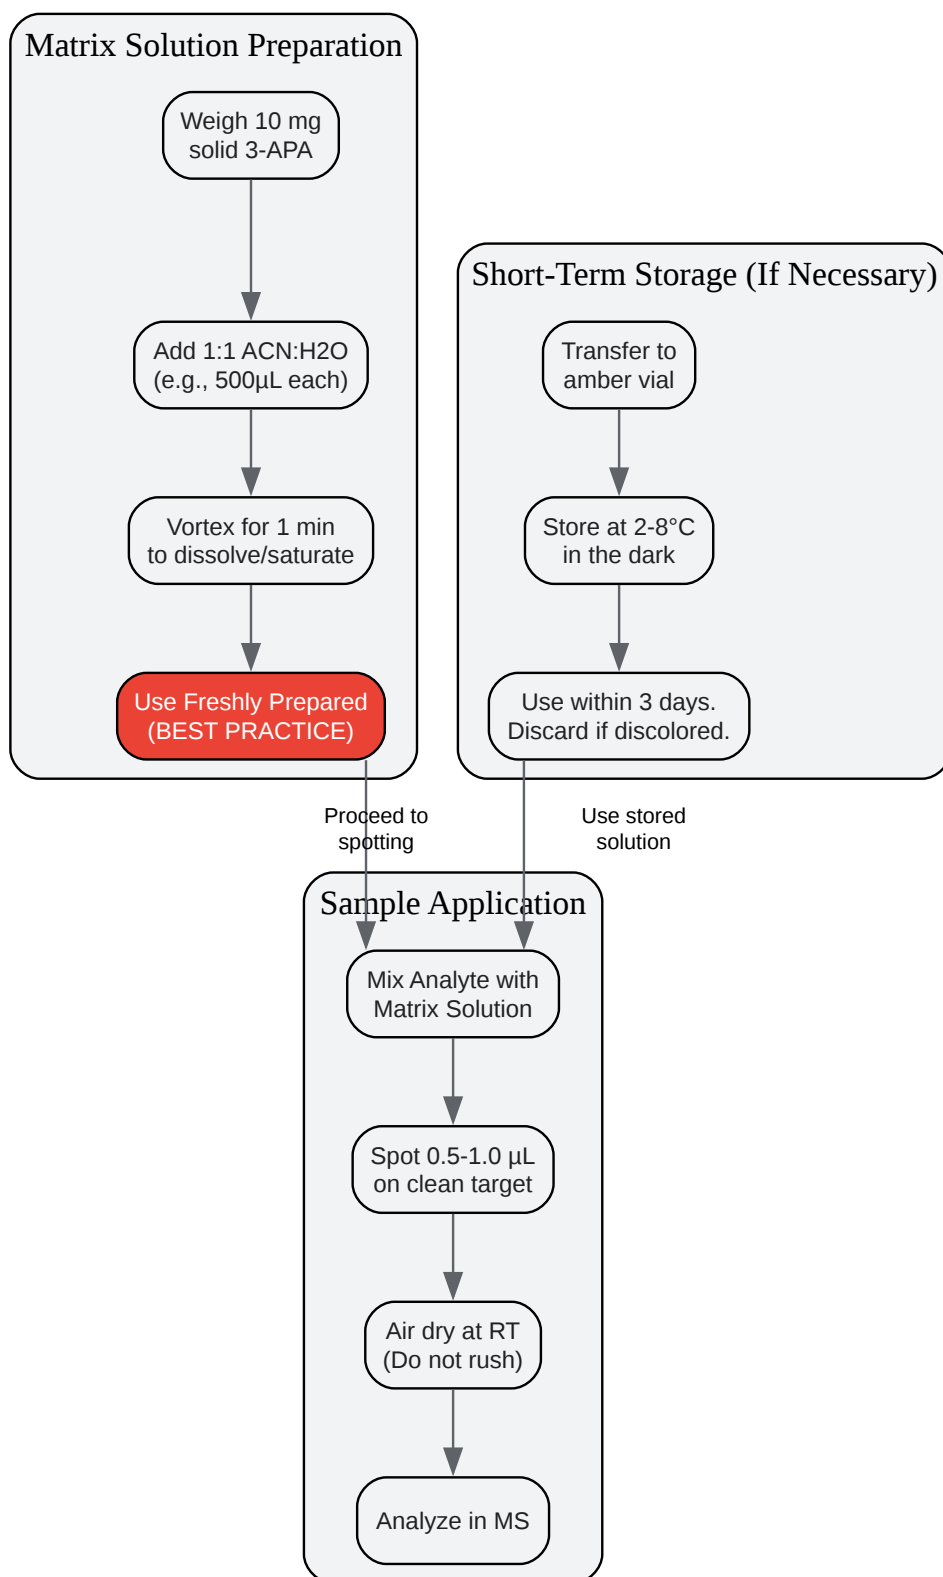 Matrix Solution Preparation
Weigh 10 mg
solid 3-APA
Add 1:1 ACN:H2O
(e.g., 500µL each)
Vortex for 1 min
to dissolve/saturate
Use Freshly Prepared
(BEST PRACTICE)
Short-Term Storage (If Necessary)
Transfer to
amber vial
Store at 2-8°C
in the dark
Use within 3 days.
Discard if discolored.
Proceed to
spotting
Use stored
solution
Sample Application
Mix Analyte with
Matrix Solution
Spot 0.5-1.0 µL
on clean target
Air dry at RT
(Do not rush)
Analyze in MS